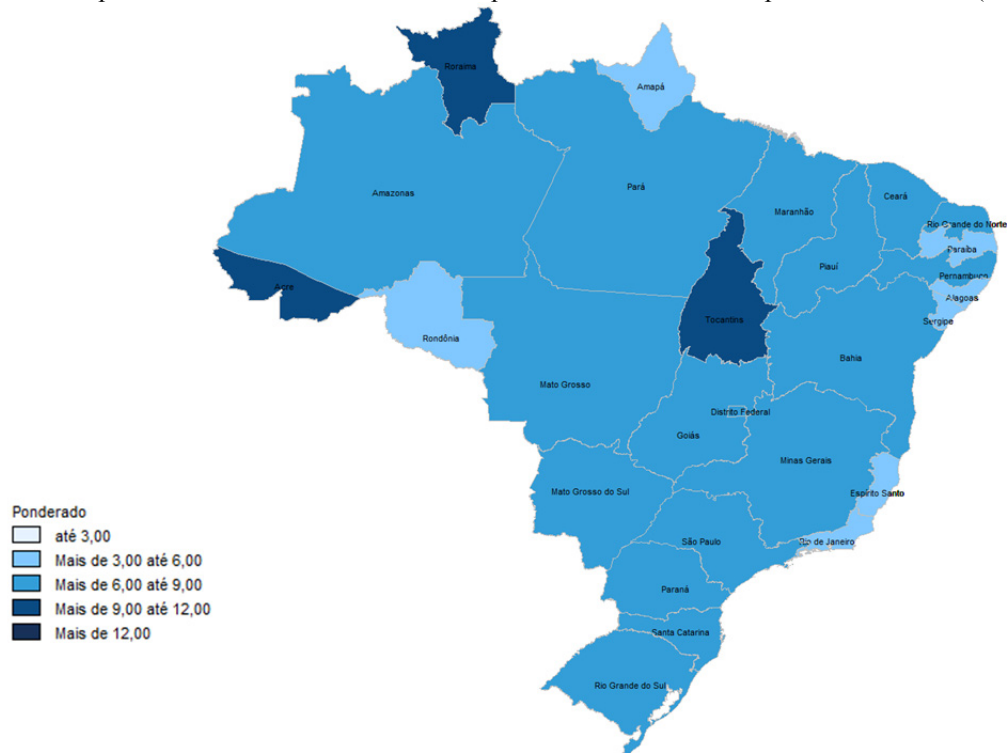 Roraima
Amapá
Amazonas
Pará
Maranhão
Ceará
Rio Grande do Norte
Paraíba
Piauí
Pernambuco
Acre
Alagoas
Tocantins
Sergipe
Rondônia
Bahia
Mato Grosso
Distrito Federal
Goiás
Minas Gerais
Mato Grosso do Sul
Espírito Santo
São Paulo
Rio de Janeiro
Paraná
Santa Catarina
Rio Grande do Sul
Ponderado
até 3,00
Mais de 3,00 até 6,00
Mais de 6,00 até 9,00
Mais de 9,00 até 12,00
Mais de 12,00